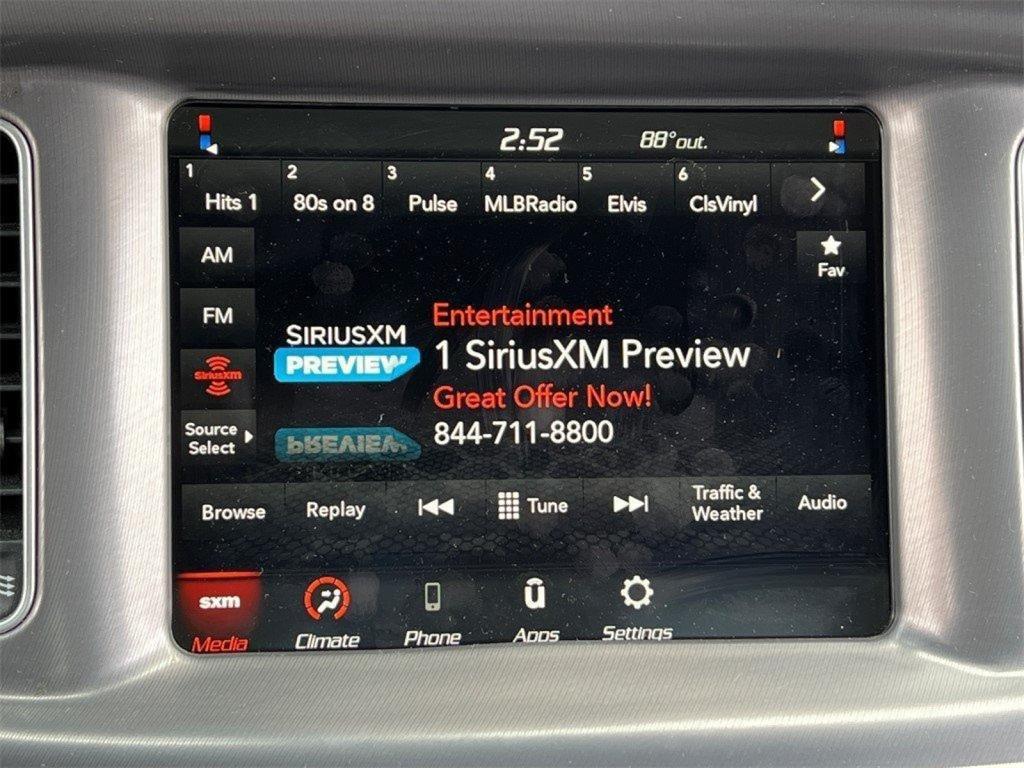 2:52 88° out.
1 2 3 4 5 6
Hits 1 80s on 8 Pulse MLBRadio Elvis ClsVinyl
AM
Fav
FM
SiriusXM
Source
Select
SIRIUSXM
PREVIEW
PREVIEW
Entertainment
1 SiriusXM Preview
Great Offer Now!
844-711-8800
Browse Replay Tune Traffic & Audio
Weather
sxm
Media Climate Phone Apps Settings